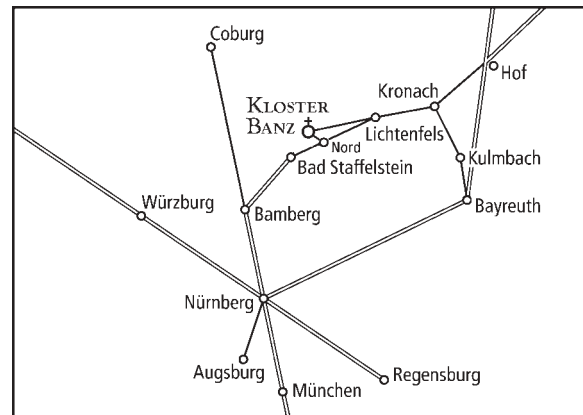 Coburg
Hof
Kronach
KLOSTER
BANZ
Lichtenfels
Nord
Bad Staffelstein
Kulmbach
Würzburg
Bamberg
Bayreuth
Nürnberg
Augsburg
Regensburg
München